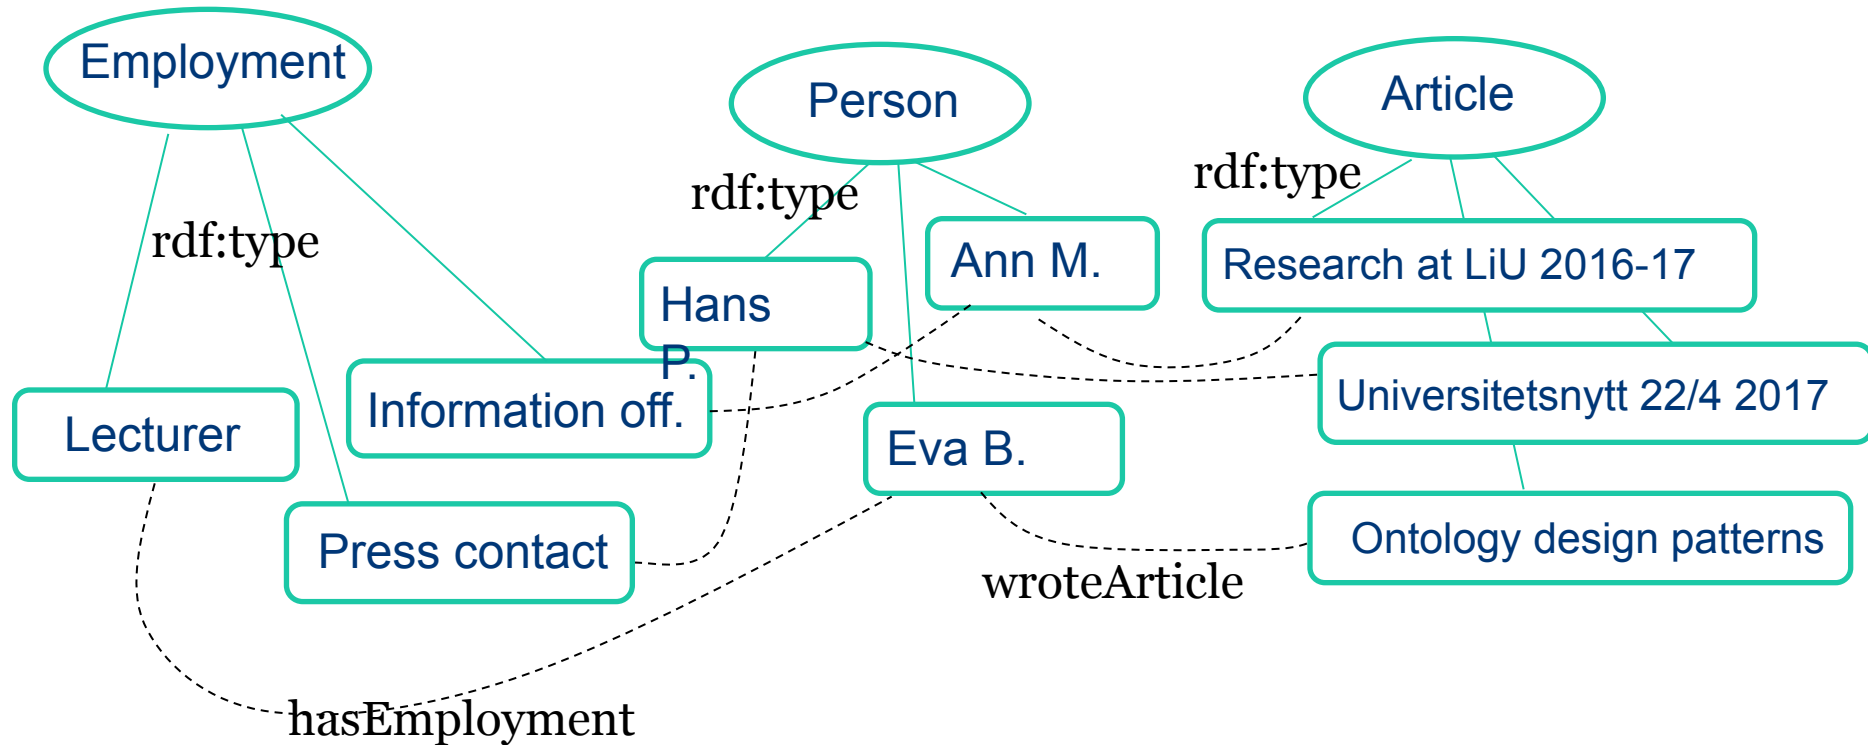 Employment
Person
Article
rdf:type
rdf:type
rdf:type
Ann M.
Research at LiU 2016-17
Hans
P.
Information off.
Universitetsnytt 22/4 2017
Lecturer
Eva B.
Press contact
Ontology design patterns
wroteArticle
hasEmployment